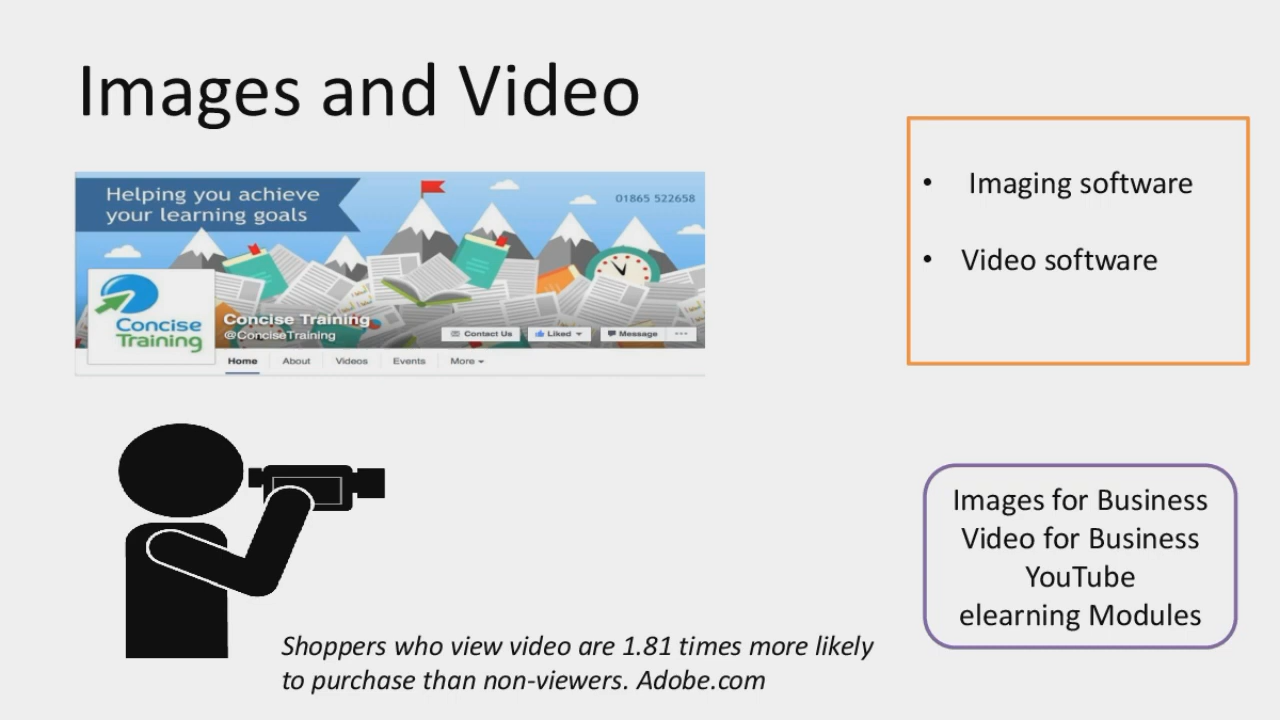 Images and Video
Helping you achieve
your learning goals
01865 522658
Concise
Training
Concise Training
@ConciseTraining
Contact Us
Liked
Message
Home
About
Videos
Events
More
• Imaging software
• Video software
Images for Business
Video for Business
YouTube
elearning Modules
Shoppers who view video are 1.81 times more likely
to purchase than non-viewers. Adobe.com